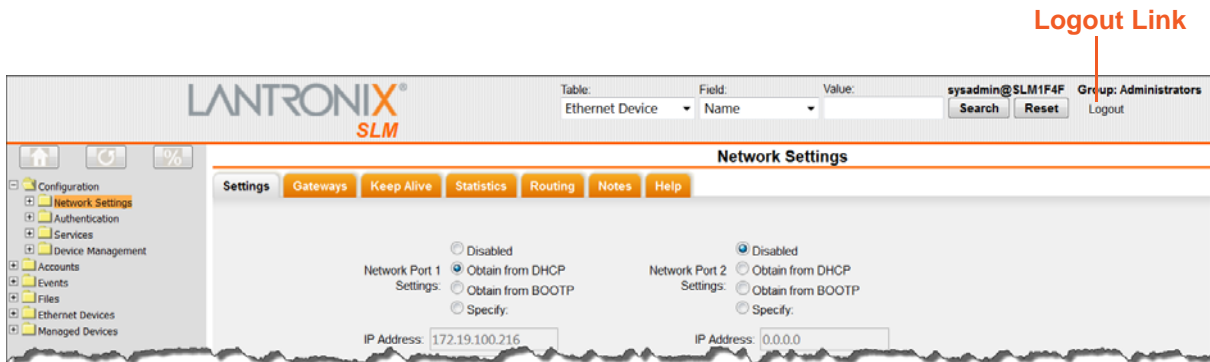 Logout Link
LANTRONIX®
SLM
Table:
Ethernet Device
Field:
Name
Value:
sysadmin@SLM1F4F
Group: Administrators
Search
Reset
Logout
%
Network Settings
Configuration
Network Settings
Authentication
Services
Device Management
Accounts
Events
Files
Ethernet Devices
Managed Devices
Settings
Gateways
Keep Alive
Statistics
Routing
Notes
Help
Network Port 1
Settings:
Disabled
Obtain from DHCP
Obtain from BOOTP
Specify:
IP Address: 172.19.100.216
Network Port 2
Settings:
Disabled
Obtain from DHCP
Obtain from BOOTP
Specify:
IP Address: 0.0.0.0